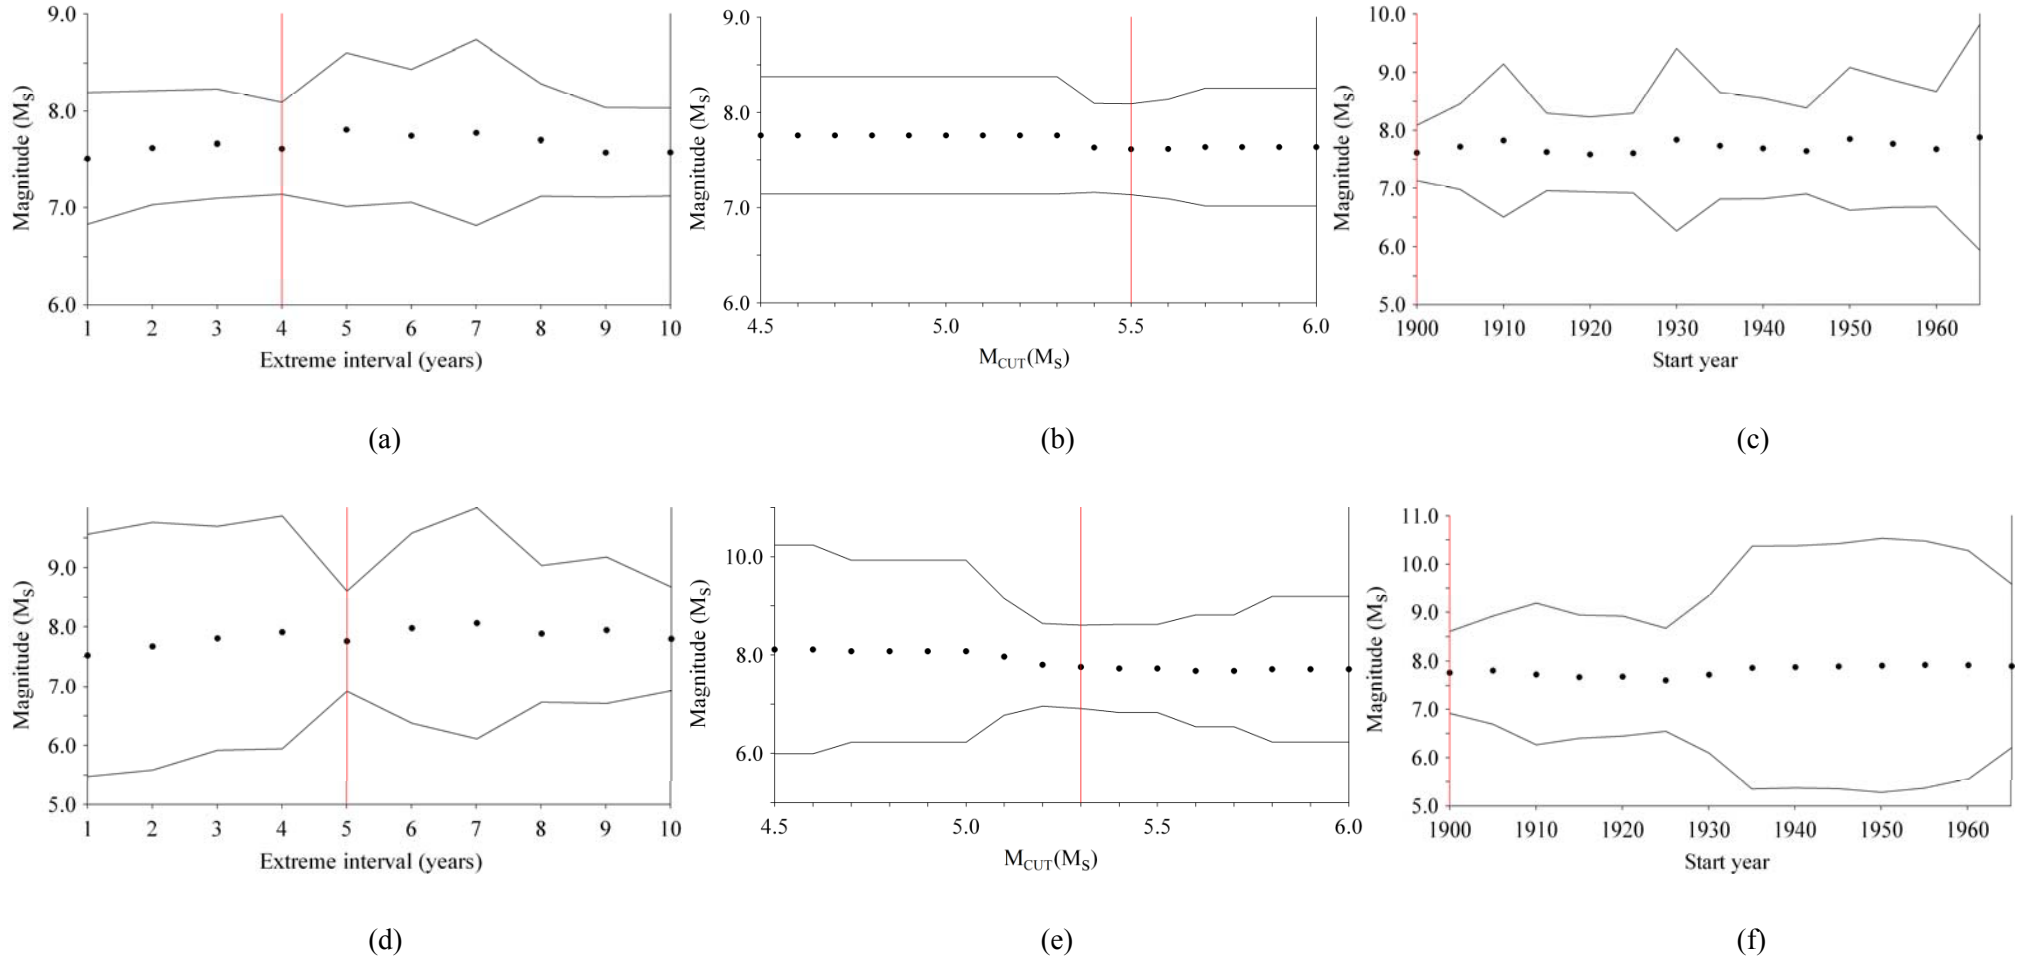 9.0
8.0
7.0
6.0
Magnitude (MS)
1 2 3 4 5 6 7 8 9 10
Extreme interval (years)
(a)
9.0
8.0
7.0
6.0
Magnitude (MS)
4.5 5.0 5.5 6.0
MCUT(MS)
(b)
10.0
9.0
8.0
7.0
6.0
5.0
Magnitude (MS)
1900 1910 1920 1930 1940 1950 1960
Start year
(c)
9.0
8.0
7.0
6.0
5.0
Magnitude (MS)
1 2 3 4 5 6 7 8 9 10
Extreme interval (years)
(d)
10.0
8.0
6.0
Magnitude (MS)
4.5 5.0 5.5 6.0
MCUT(MS)
(e)
11.0
10.0
9.0
8.0
7.0
6.0
5.0
Magnitude (MS)
1900 1910 1920 1930 1940 1950 1960
Start year
(f)